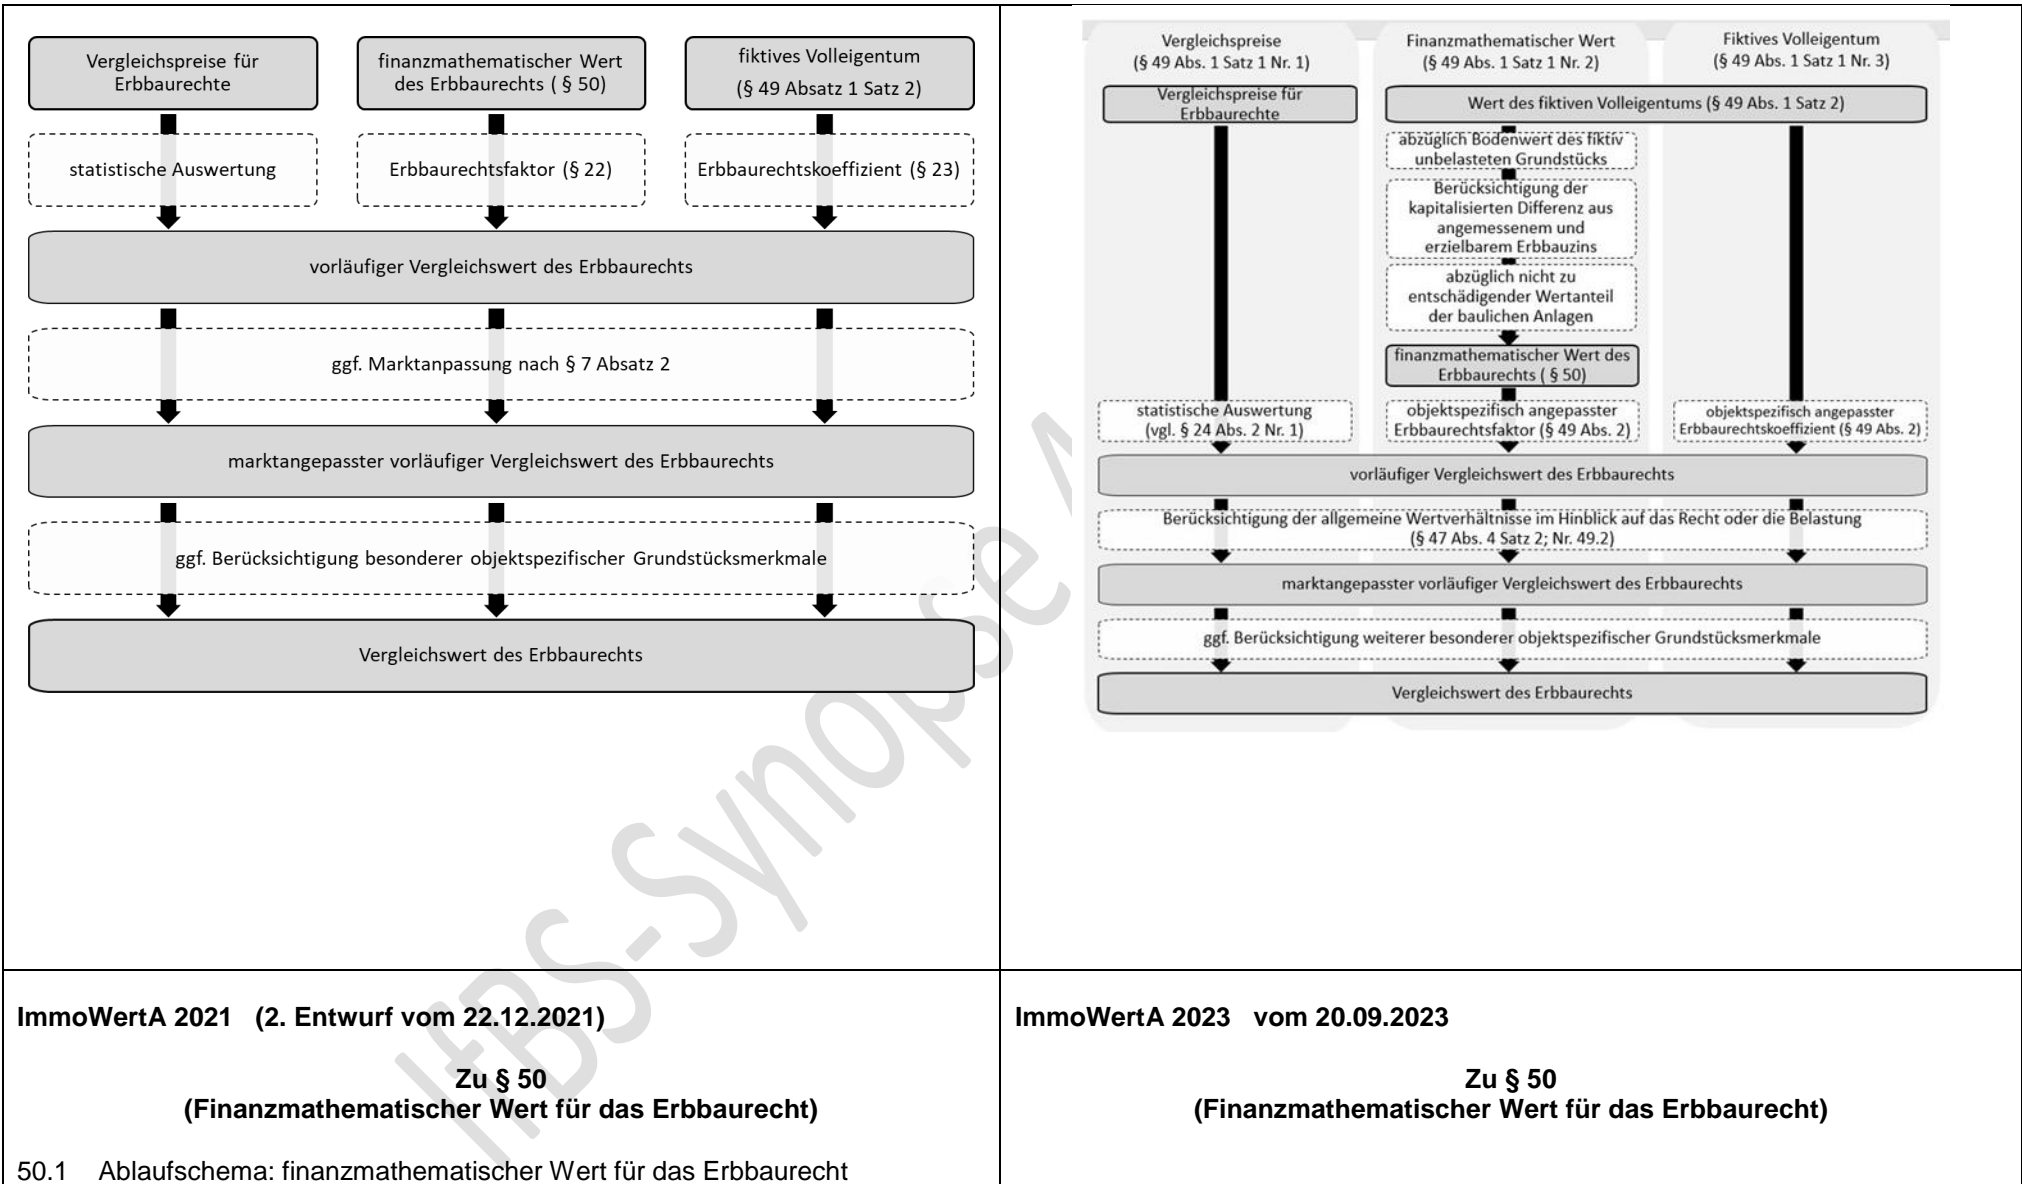 Vergleichspreise für
Erbbaurechte
finanzmathematischer Wert
des Erbbaurechts ( § 50)
fiktives Volleigentum
(§ 49 Absatz 1 Satz 2)
statistische Auswertung
Erbbaurechtsfaktor (§ 22)
Erbbaurechtskoeffizient (§ 23)
vorläufiger Vergleichswert des Erbbaurechts
ggf. Marktanpassung nach § 7 Absatz 2
marktangepasster vorläufiger Vergleichswert des Erbbaurechts
ggf. Berücksichtigung besonderer objektspezifischer Grundstücksmerkmale
Vergleichswert des Erbbaurechts
Vergleichspreise
(§ 49 Abs. 1 Satz 1 Nr. 1)
Finanzmathematischer Wert
(§ 49 Abs. 1 Satz 1 Nr. 2)
Fiktives Volleigentum
(§ 49 Abs. 1 Satz 1 Nr. 3)
Vergleichspreise für
Erbbaurechte
Wert des fiktiven Volleigentums (§ 49 Abs. 1 Satz 2)
abzüglich Bodenwert des fiktiv
unbelasteten Grundstücks
Berücksichtigung der
kapitalisierten Differenz aus
angemessenem und
erzielbarem Erbbauzins
abzüglich nicht zu
entschädigender Wertanteil
der baulichen Anlagen
finanzmathematischer Wert des
Erbbaurechts ( § 50)
statistische Auswertung
(vgl. § 24 Abs. 2 Nr. 1)
objektspezifisch angepasster
Erbbaurechtsfaktor (§ 49 Abs. 2)
objektspezifisch angepasster
Erbbaurechtskoeffizient (§ 49 Abs. 2)
vorläufiger Vergleichswert des Erbbaurechts
Berücksichtigung der allgemeine Wertverhältnisse im Hinblick auf das Recht oder die Belastung
(§ 47 Abs. 4 Satz 2; Nr. 49.2)
marktangepasster vorläufiger Vergleichswert des Erbbaurechts
ggf. Berücksichtigung weiterer besonderer objektspezifischer Grundstücksmerkmale
Vergleichswert des Erbbaurechts
IfBS-Synopse
ImmoWertA 2021 (2. Entwurf vom 22.12.2021)
Zu § 50
(Finanzmathematischer Wert für das Erbbaurecht)
50.1 Ablaufschema: finanzmathematischer Wert für das Erbbaurecht
ImmoWertA 2023 vom 20.09.2023
Zu § 50
(Finanzmathematischer Wert für das Erbbaurecht)